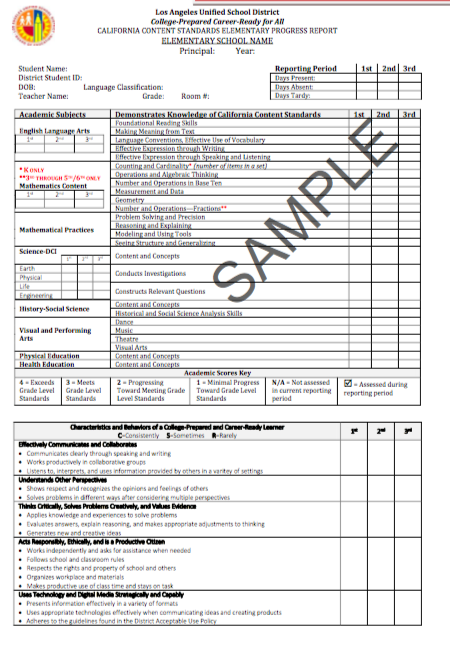 Los Angeles Unified School District
College-Prepared Career-Ready for All
CALIFORNIA CONTENT STANDARDS ELEMENTARY PROGRESS REPORT
ELEMENTARY SCHOOL NAME
Principal: Year:
Student Name:
District Student ID:
DOB: Language Classification:
Teacher Name: Grade: Room #:
Reporting Period 1st 2nd 3rd
Days Present:
Days Absent:
Days Tardy:
Academic Subjects Demonstrates Knowledge of California Content Standards 1st 2nd 3rd
English Language Arts
1st 2nd 3rd
Foundational Reading Skills
Making Meaning from Text
Language Conventions, Effective Use of Vocabulary
Effective Expression through Writing
Effective Expression through Speaking and Listening
* K ONLY
**3RD THROUGH 5TH/6TH ONLY
Mathematics Content
1st 2nd 3rd
Counting and Cardinality* (number of items in a set)
Operations and Algebraic Thinking
Number and Operations in Base Ten
Measurement and Data
Geometry
Number and Operations—Fractions**
Mathematical Practices
Problem Solving and Precision
Reasoning and Explaining
Modeling and Using Tools
Seeing Structure and Generalizing
Science-DCI
1st 2nd 3rd
Earth
Physical
Life
Engineering
Content and Concepts
Conducts Investigations
Constructs Relevant Questions
History-Social Science
Content and Concepts
Historical and Social Science Analysis Skills
Visual and Performing
Arts
Dance
Music
Theatre
Visual Arts
Physical Education Content and Concepts
Health Education Content and Concepts
Academic Scores Key
4 = Exceeds
Grade Level
Standards
3 = Meets
Grade Level
Standards
2 = Progressing
Toward Meeting Grade
Level Standards
1 = Minimal Progress
Toward Grade Level
Standards
N/A = Not assessed
in current reporting
period
☑ = Assessed during
reporting period
SAMPLE
Characteristics and Behaviors of a College-Prepared and Career-Ready Learner
C=Consistently S=Sometimes R=Rarely
1st 2nd 3rd
Effectively Communicates and Collaborates
• Communicates clearly through speaking and writing
• Works productively in collaborative groups
• Listens to, interprets, and uses information provided by others in a variety of settings
Understands Other Perspectives
• Shows respect and recognizes the opinions and feelings of others
• Solves problems in different ways after considering multiple perspectives
Thinks Critically, Solves Problems Creatively, and Values Evidence
• Applies knowledge and experiences to solve problems
• Evaluates answers, explain reasoning, and makes appropriate adjustments to thinking
• Generates new and creative ideas
Acts Responsibly, Ethically, and is a Productive Citizen
• Works independently and asks for assistance when needed
• Follows school and classroom rules
• Respects the rights and property of school and others
• Organizes workplace and materials
• Makes productive use of class time and stays on task
Uses Technology and Digital Media Strategically and Capably
• Presents information effectively in a variety of formats
• Uses appropriate technologies effectively when communicating ideas and creating products
• Adheres to the guidelines found in the District Acceptable Use Policy